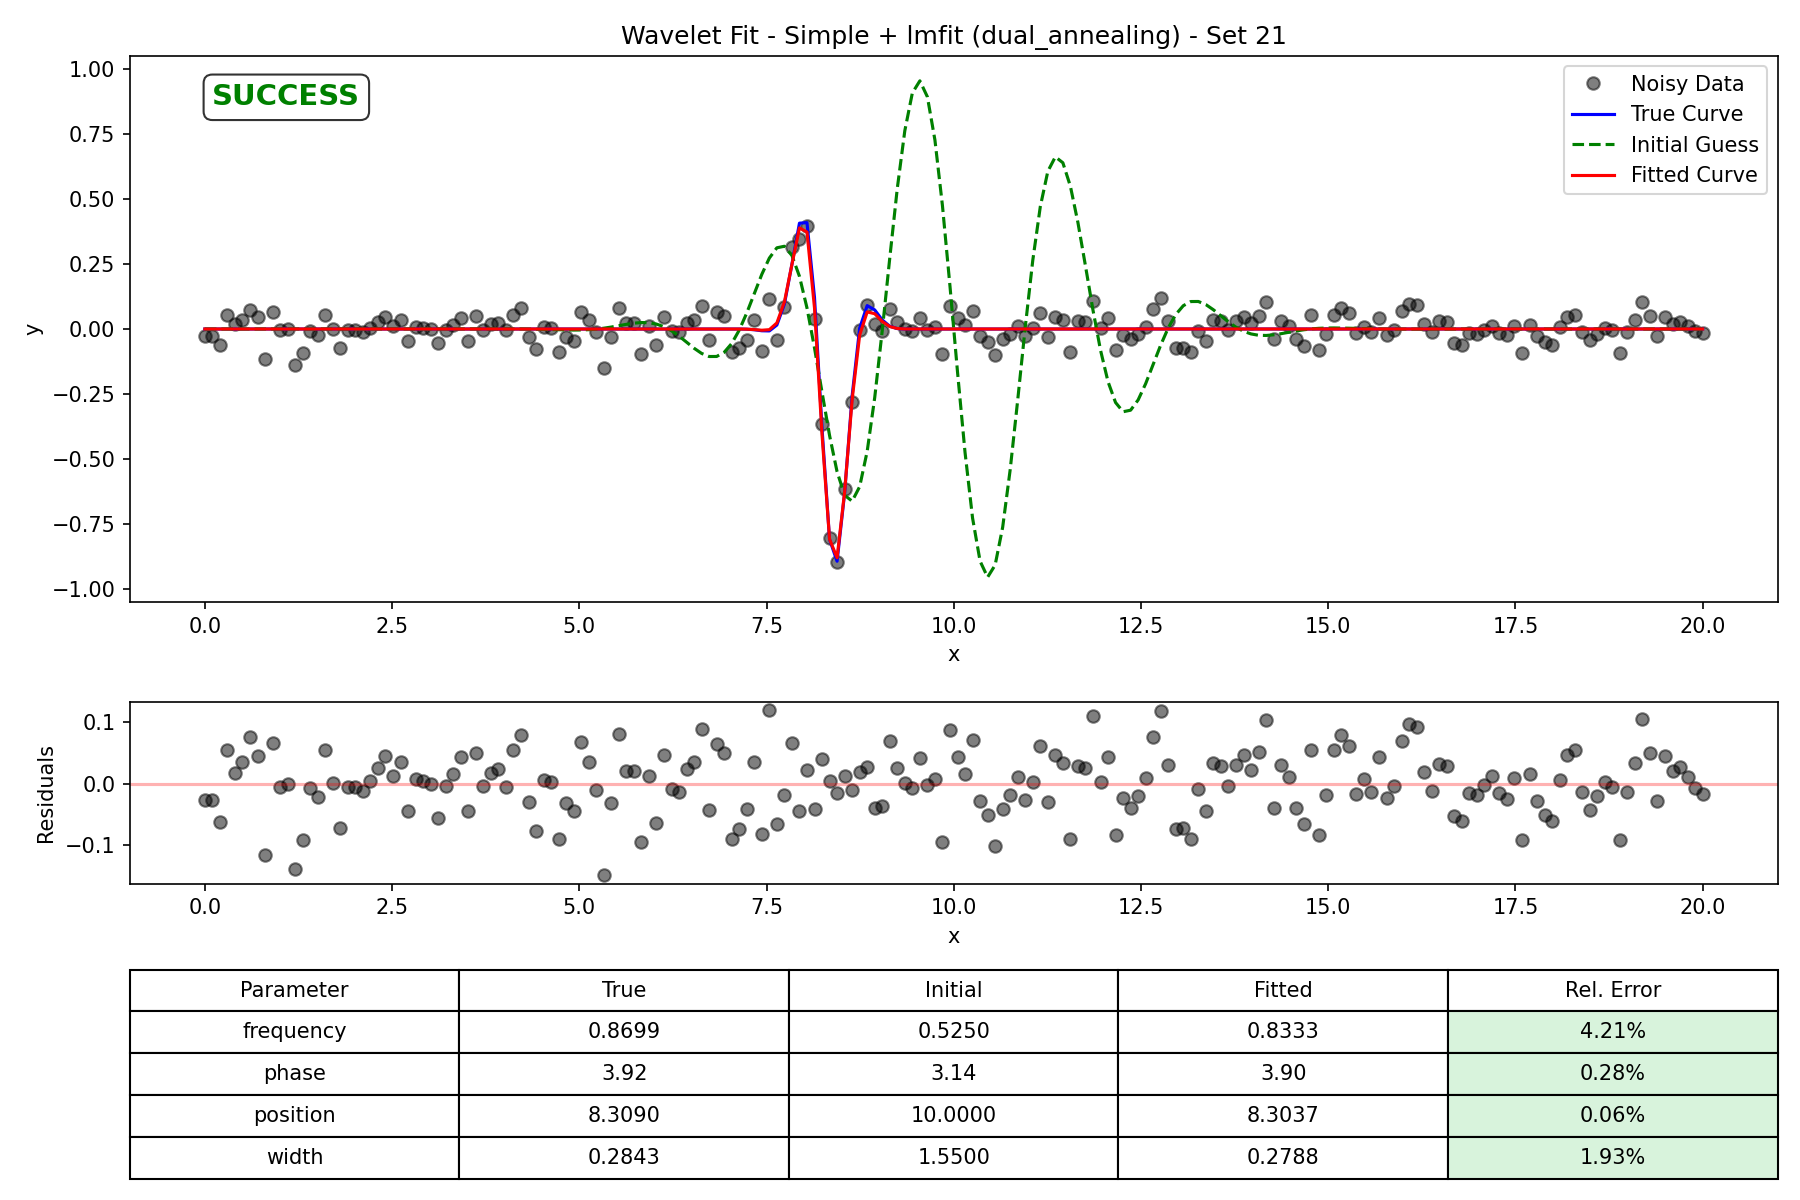 Wavelet Fit - Simple + lmfit (dual_annealing) - Set 21
SUCCESS
Noisy Data
True Curve
Initial Guess
Fitted Curve
y
1.00
0.75
0.50
0.25
0.00
−0.25
−0.50
−0.75
−1.00
0.0 2.5 5.0 7.5 10.0 12.5 15.0 17.5 20.0
x
Residuals
0.1
0.0
−0.1
0.0 2.5 5.0 7.5 10.0 12.5 15.0 17.5 20.0
x
Parameter True Initial Fitted Rel. Error
frequency 0.8699 0.5250 0.8333 4.21%
phase 3.92 3.14 3.90 0.28%
position 8.3090 10.0000 8.3037 0.06%
width 0.2843 1.5500 0.2788 1.93%